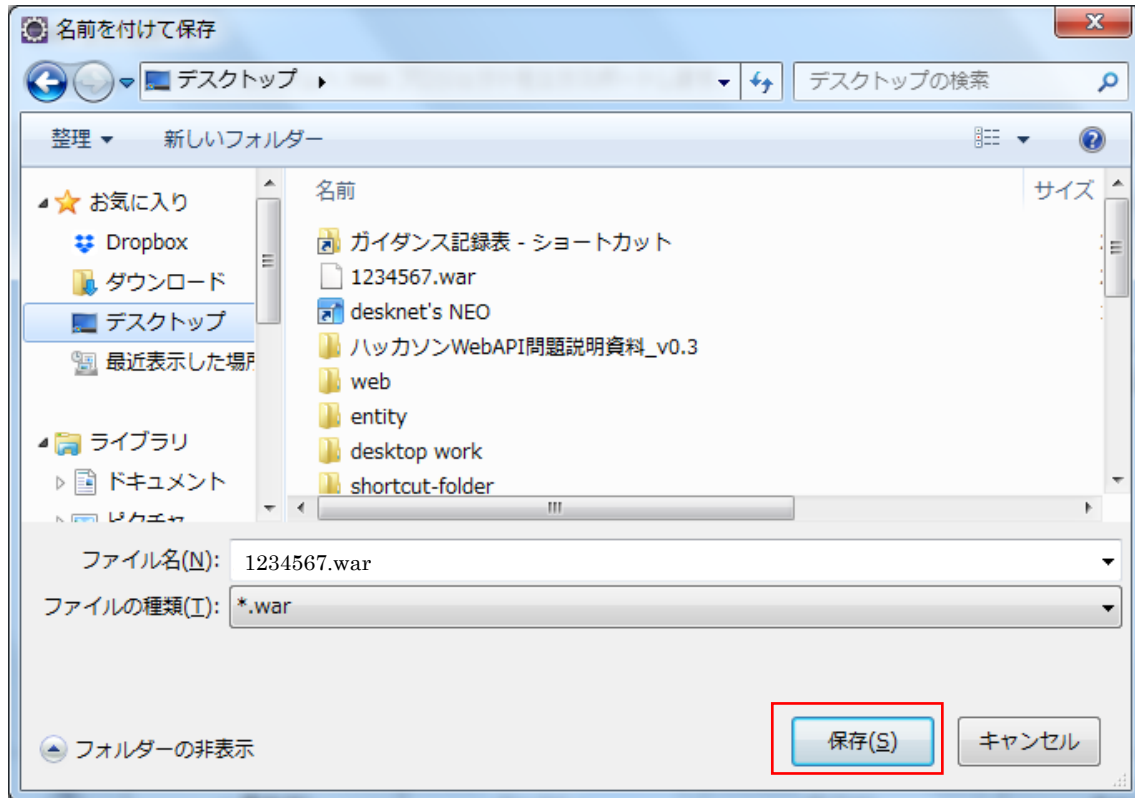 名前を付けて保存
デスクトップ
デスクトップの検索
整理 新しいフォルダー
お気に入り
Dropbox
ダウンロード
デスクトップ
最近表示した場所
ライブラリ
ドキュメント
ピクチャ
名前 サイズ
ガイダンス記録表 - ショートカット
1234567.war
desknet's NEO
ハッカソンWebAPI問題説明資料_v0.3
web
entity
desktop work
shortcut-folder
ファイル名(N): 1234567.war
ファイルの種類(T): *.war
フォルダーの非表示
保存(S) キャンセル